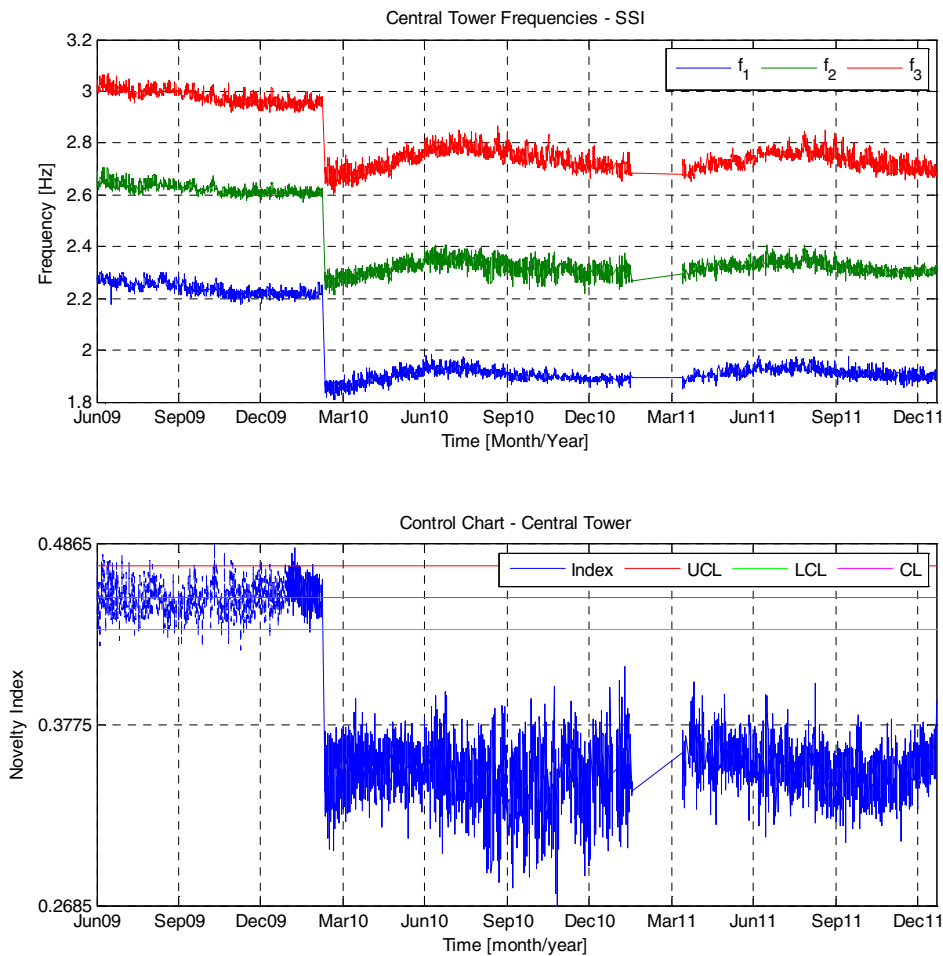 Central Tower Frequencies - SSI
3.2
3
2.8
2.6
2.4
2.2
2
1.8
Frequency [Hz]
f1 f2 f3
Jun09 Sep09 Dec09 Mar10 Jun10 Sep10 Dec10 Mar11 Jun11 Sep11 Dec11
Time [Month/Year]
Control Chart - Central Tower
0.4865
0.3775
0.2685
Novelty Index
Index UCL LCL CL
Jun09 Sep09 Dec09 Mar10 Jun10 Sep10 Dec10 Mar11 Jun11 Sep11 Dec11
Time [month/year]